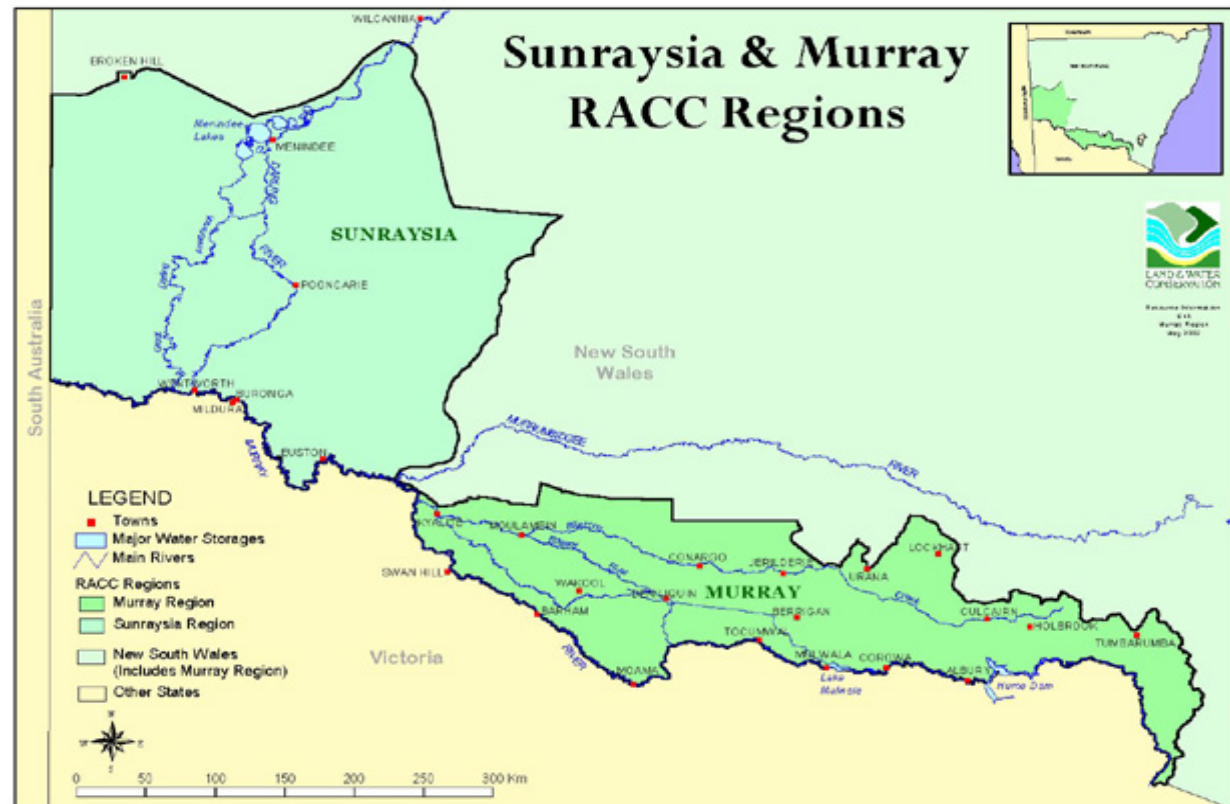 Sunraysia & Murray
RACC Regions
WILCANNIA
BROKEN HILL
Menindee
Lakes
MENINDEE
DARLING
RIVER
SUNRAYSIA
POONCARIE
LAND & WATER
CONSERVATION
South Australia
New South
Wales
WENTWORTH
BURONGA
MILDURA
MURRAY
EUSTON
MURRUMBIDGEE
RIVER
LEGEND
Towns
Major Water Storages
Main Rivers
RACC Regions
Murray Region
Sunraysia Region
New South Wales
(Includes Murray Region)
Other States
KYALITE
MOULAMEIN
CONARGO
JERILDERIE
LOCKHART
URANA
SWAN HILL
WAKOOL
DENILIQUIN
MURRAY
BERRIGAN
Creek
CULCAIRN
HOLBROOK
TUMBARUMBA
BARHAM
TOCUMWAL
RIVER
Victoria
MOAMA
MULWALA
COROWA
ALBURY
Lake
Mulwala
Hume Dam
0 50 100 150 200 250 300 Km